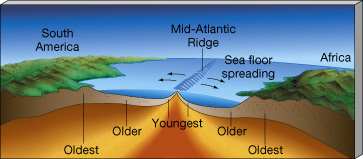 South
America
Mid-Atlantic
Ridge
Sea floor
spreading
Africa
Oldest
Older
Youngest
Older
Oldest